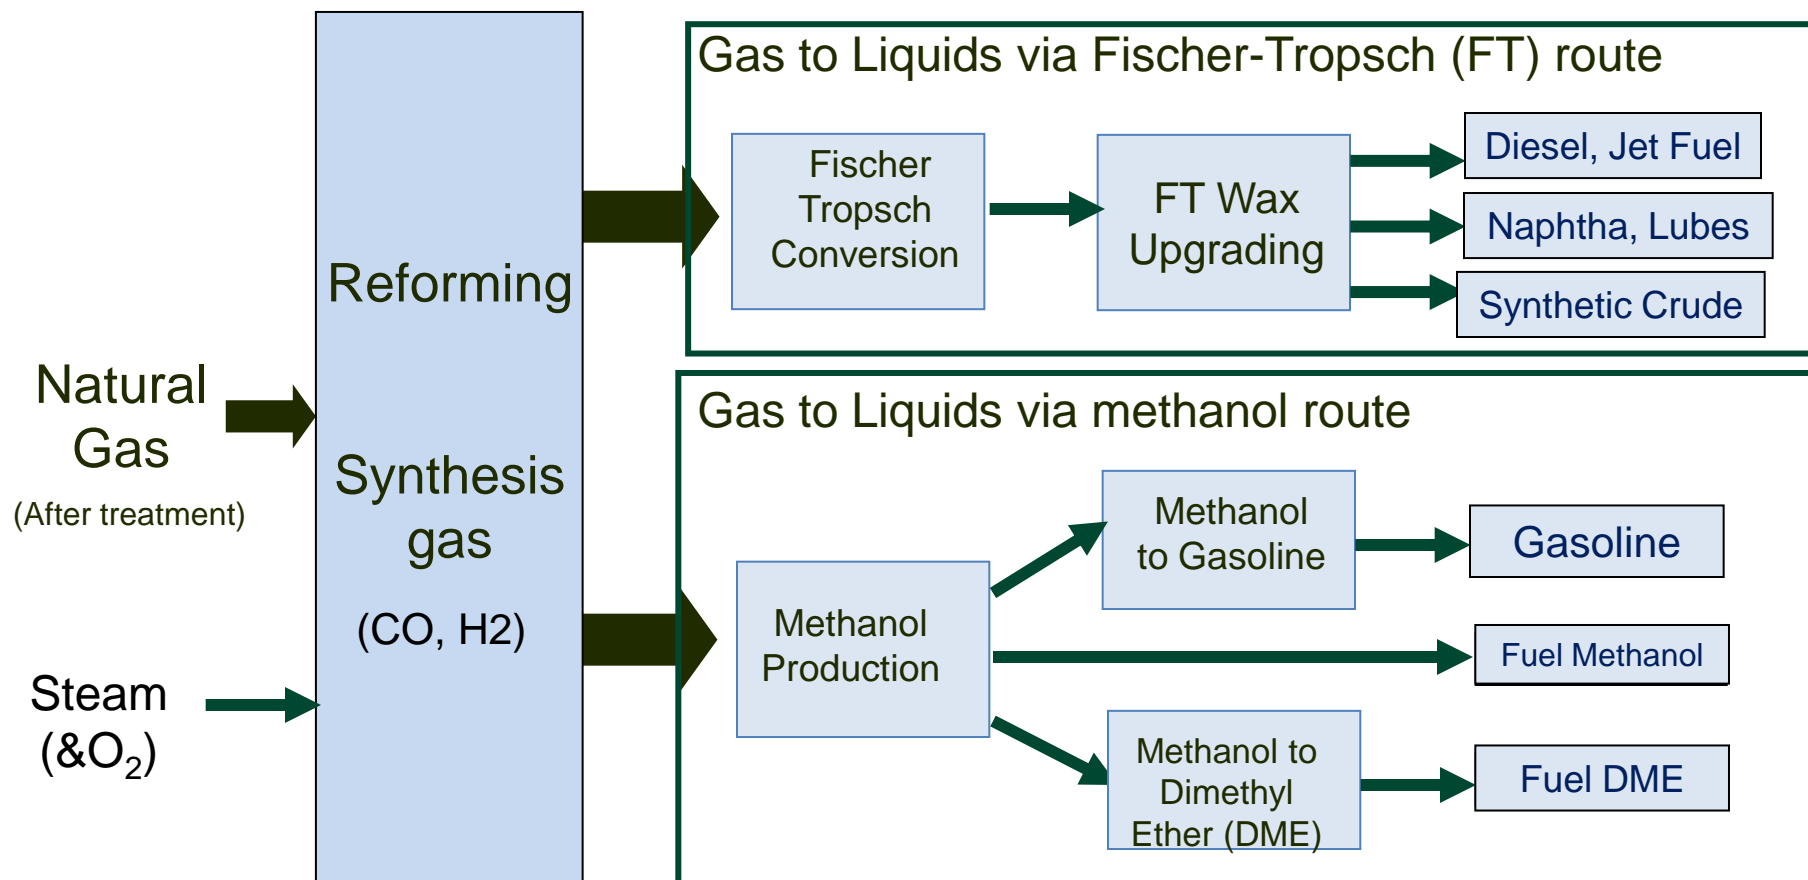 Natural
Gas
(After treatment)
Steam
(&O₂)
Reforming
Synthesis
gas
(CO, H2)
Gas to Liquids via Fischer-Tropsch (FT) route
Fischer
Tropsch
Conversion
FT Wax
Upgrading
Diesel, Jet Fuel
Naphtha, Lubes
Synthetic Crude
Gas to Liquids via methanol route
Methanol
Production
Methanol
to Gasoline
Gasoline
Fuel Methanol
Methanol to
Dimethyl
Ether (DME)
Fuel DME